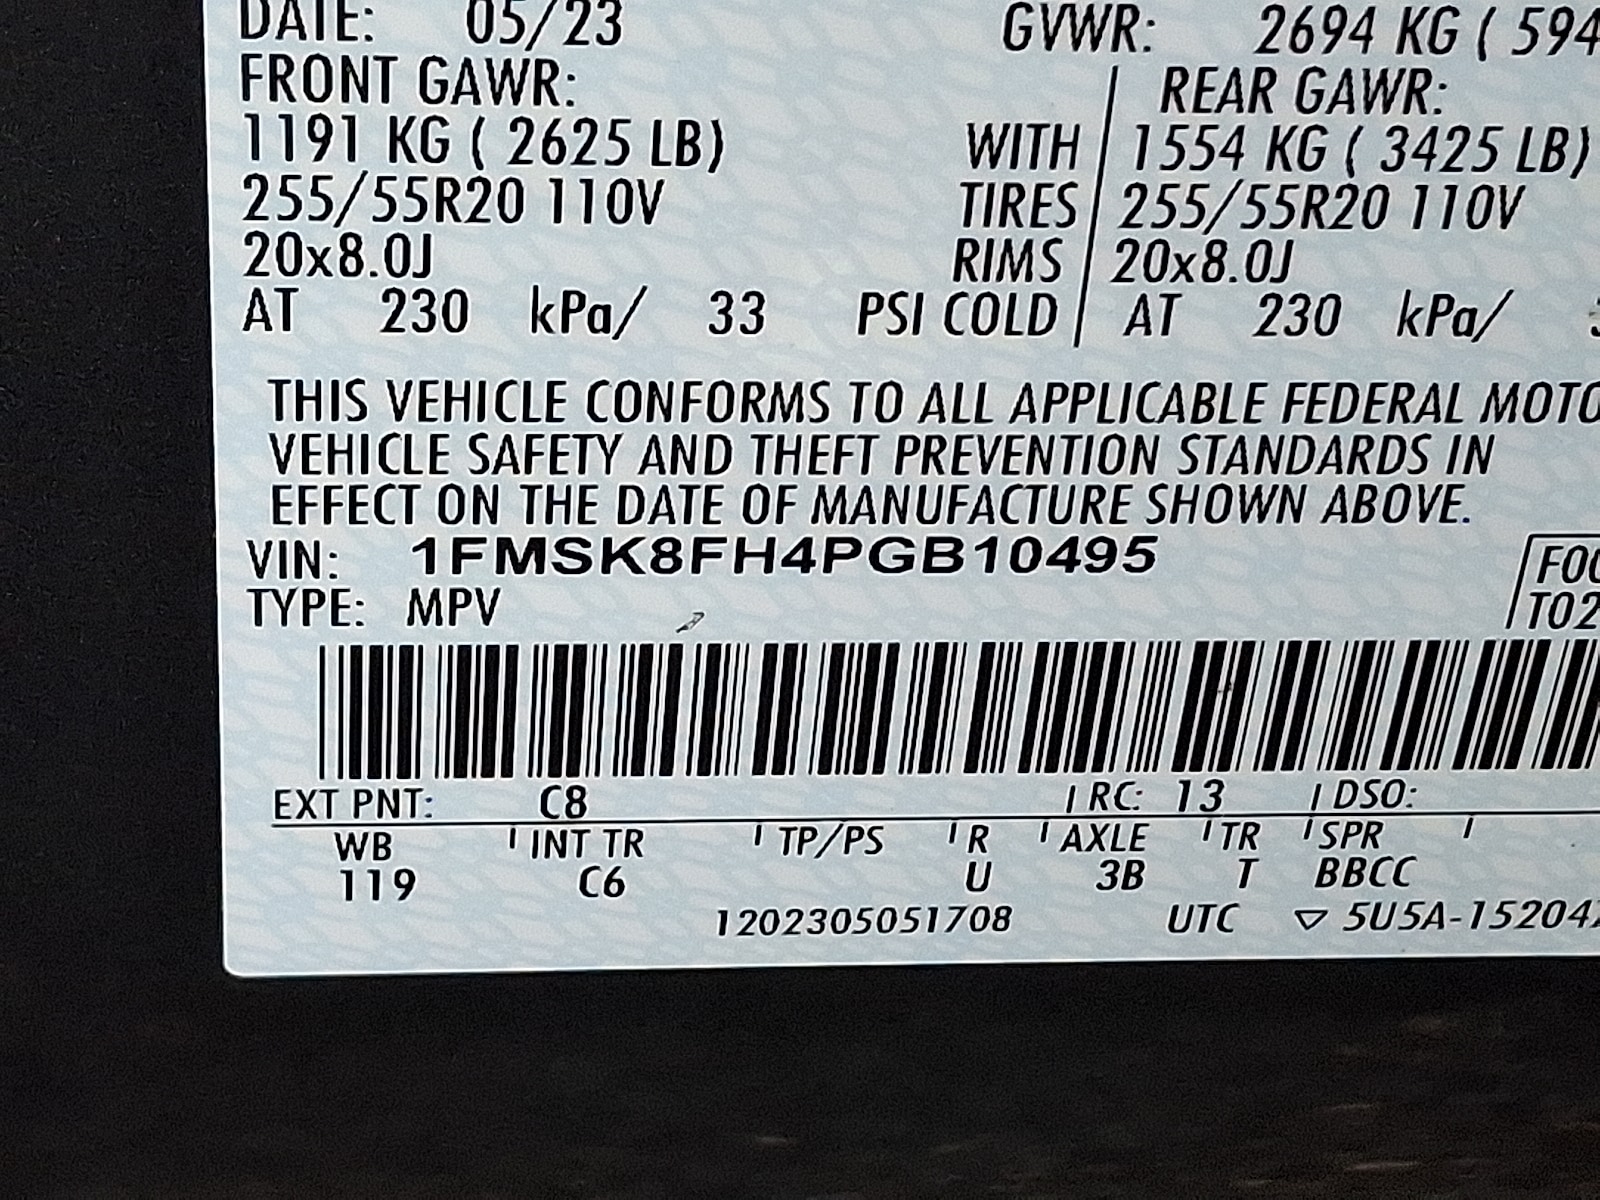 DATE: 05/23 GVWR: 2694 KG ( 594
FRONT GAWR: REAR GAWR:
1191 KG ( 2625 LB) WITH 1554 KG ( 3425 LB)
255/55R20 110V TIRES 255/55R20 110V
20x8.0J RIMS 20x8.0J
AT 230 kPa/ 33 PSI COLD AT 230 kPa/
THIS VEHICLE CONFORMS TO ALL APPLICABLE FEDERAL MOTO
VEHICLE SAFETY AND THEFT PREVENTION STANDARDS IN
EFFECT ON THE DATE OF MANUFACTURE SHOWN ABOVE.
VIN: 1FMSK8FH4PGB10495 F00
TYPE: MPV T02
EXT PNT: C8 RC: 13 DSO:
WB INT TR TP/PS R AXLE TR SPR
119 C6 U 3B T BBCC
1202305051708 UTC ▽ 5U5A-15204